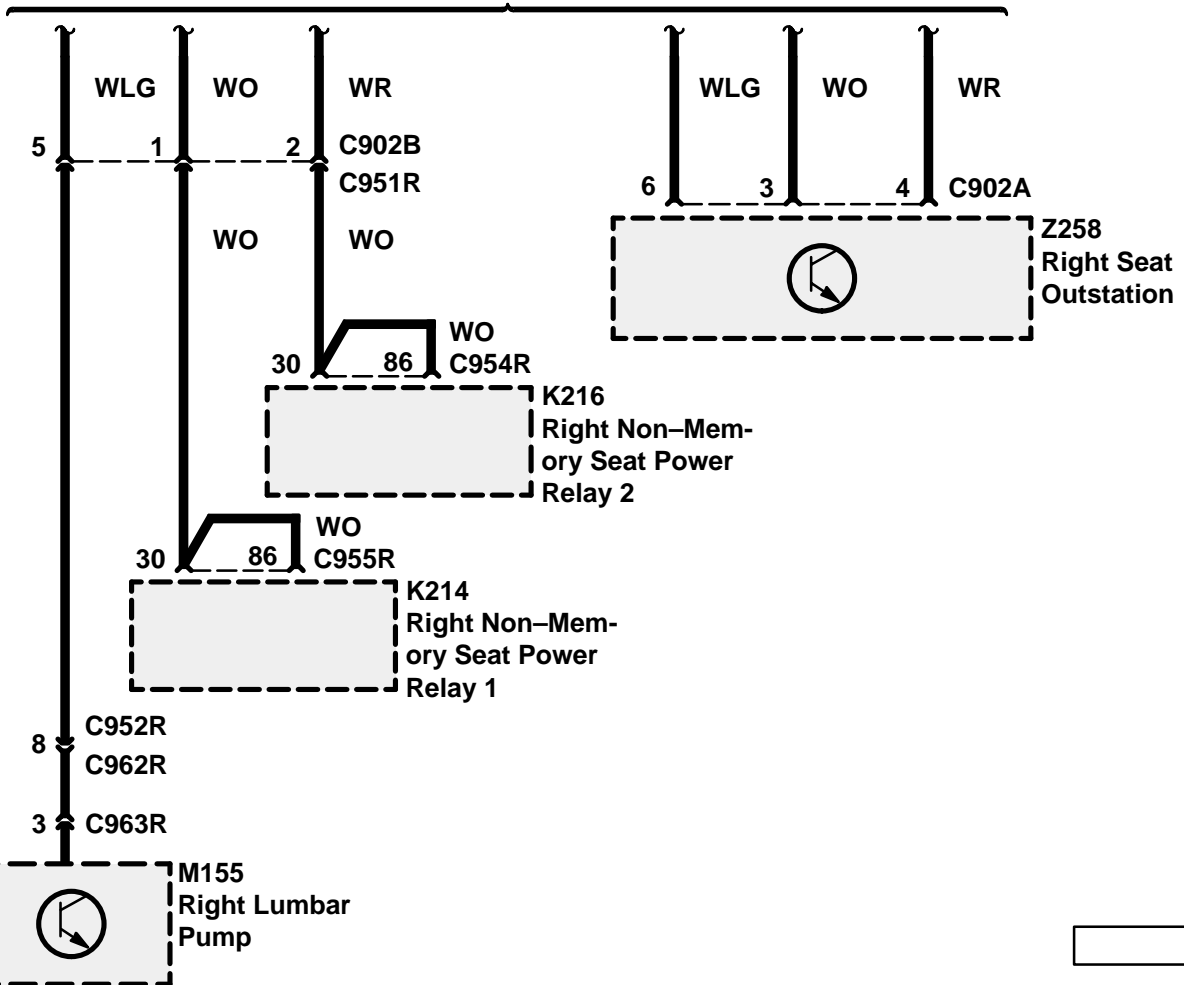 WLG WO WR WLG WO WR
5 1 2 C902B
C951R
6 3 4 C902A
WO WO
Z258
Right Seat
Outstation
WO
30 86 C954R
K216
Right Non–Mem-
ory Seat Power
Relay 2
WO
30 86 C955R
K214
Right Non–Mem-
ory Seat Power
Relay 1
C952R
8
C962R
3 C963R
M155
Right Lumbar
Pump